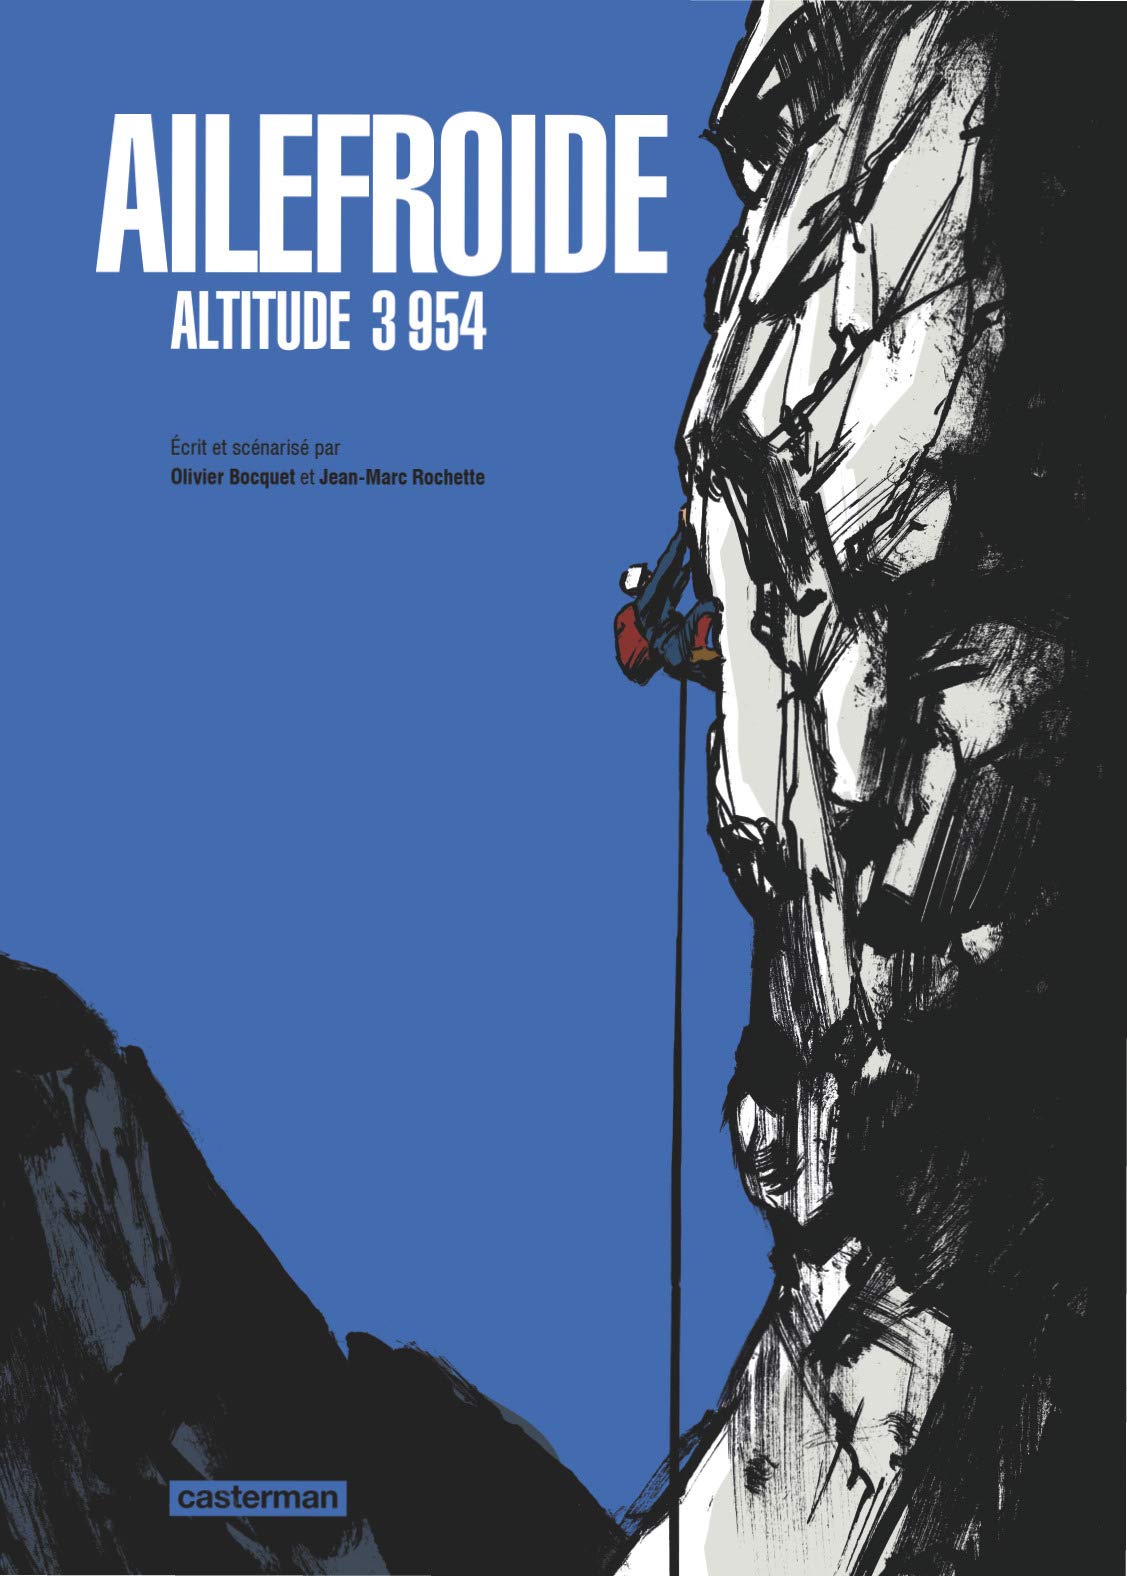 AILEFROIDE
ALTITUDE 3 954
Écrit et scénarisé par
Olivier Bocquet et Jean-Marc Rochette
casterman